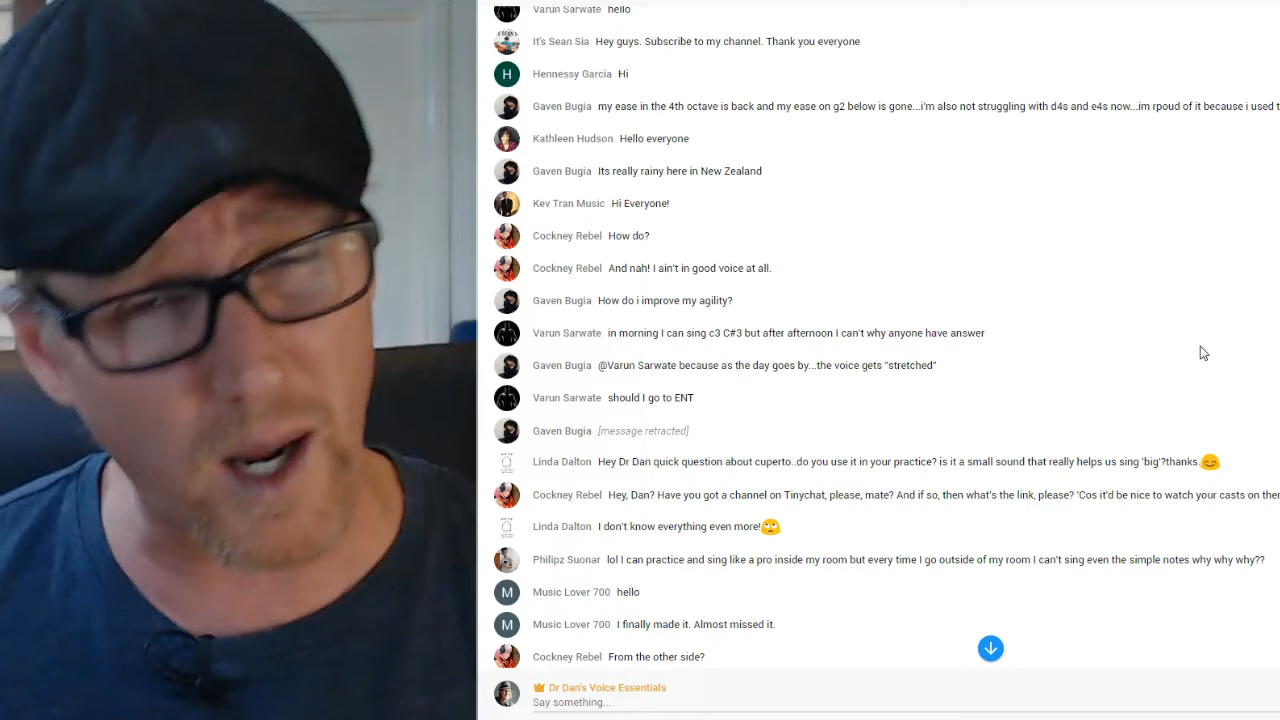 Varun Sarwate hello
It's Sean Sia Hey guys. Subscribe to my channel. Thank you everyone
H Hennessy Garcia Hi
Gaven Bugia my ease in the 4th octave is back and my ease on g2 below is gone...i'm also not struggling with d4s and e4s now...im rpoud of it because i used t
Kathleen Hudson Hello everyone
Gaven Bugia Its really rainy here in New Zealand
Kev Tran Music Hi Everyone!
Cockney Rebel How do?
Cockney Rebel And nah! I ain't in good voice at all.
Gaven Bugia How do i improve my agility?
Varun Sarwate in morning I can sing c3 C#3 but after afternoon I can't why anyone have answer
Gaven Bugia @Varun Sarwate because as the day goes by...the voice gets "stretched"
Varun Sarwate should I go to ENT
Gaven Bugia [message retracted]
Linda Dalton Hey Dr Dan quick question about cuperto..do you use it in your practice? is it a small sound that really helps us sing 'big'?thanks.😊
Cockney Rebel Hey, Dan? Have you got a channel on Tinychat, please, mate? And if so, then what's the link, please? 'Cos it'd be nice to watch your casts on ther
Linda Dalton I don't know everything even more!🙄
Philipz Suonar lol I can practice and sing like a pro inside my room but every time I go outside of my room I can't sing even the simple notes why why why??
M Music Lover 700 hello
M Music Lover 700 I finally made it. Almost missed it.
Cockney Rebel From the other side?
Dr Dan's Voice Essentials
Say something...